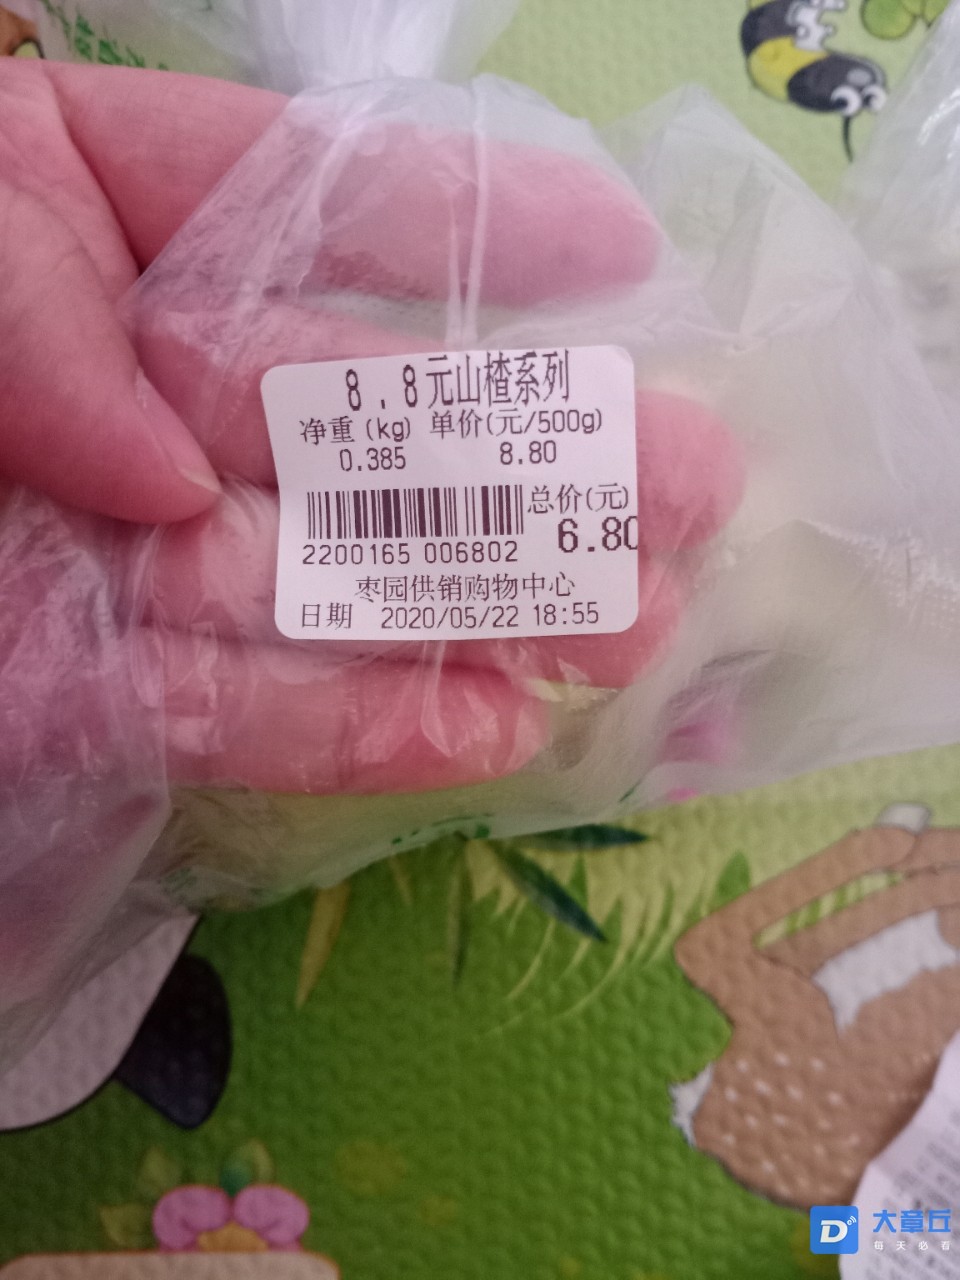 8.8元山楂系列
净重(kg) 单价(元/500g)
0.385 8.80
总价(元)
6.80
2200165 006802
枣园供销购物中心
日期 2020/05/22 18:55
大章丘
每天必看